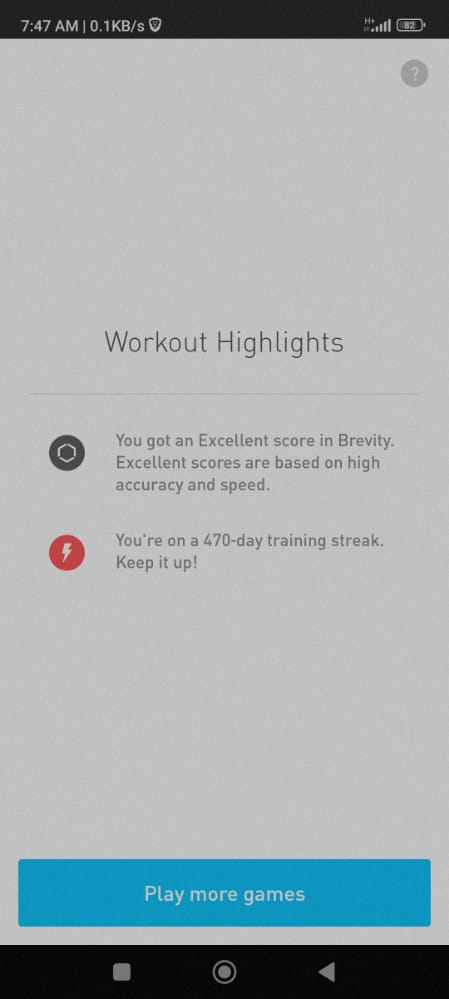 7:47 AM | 0.1KB/s
H+
82
?
Workout Highlights
You got an Excellent score in Brevity.
Excellent scores are based on high
accuracy and speed.
You're on a 470-day training streak.
Keep it up!
Play more games